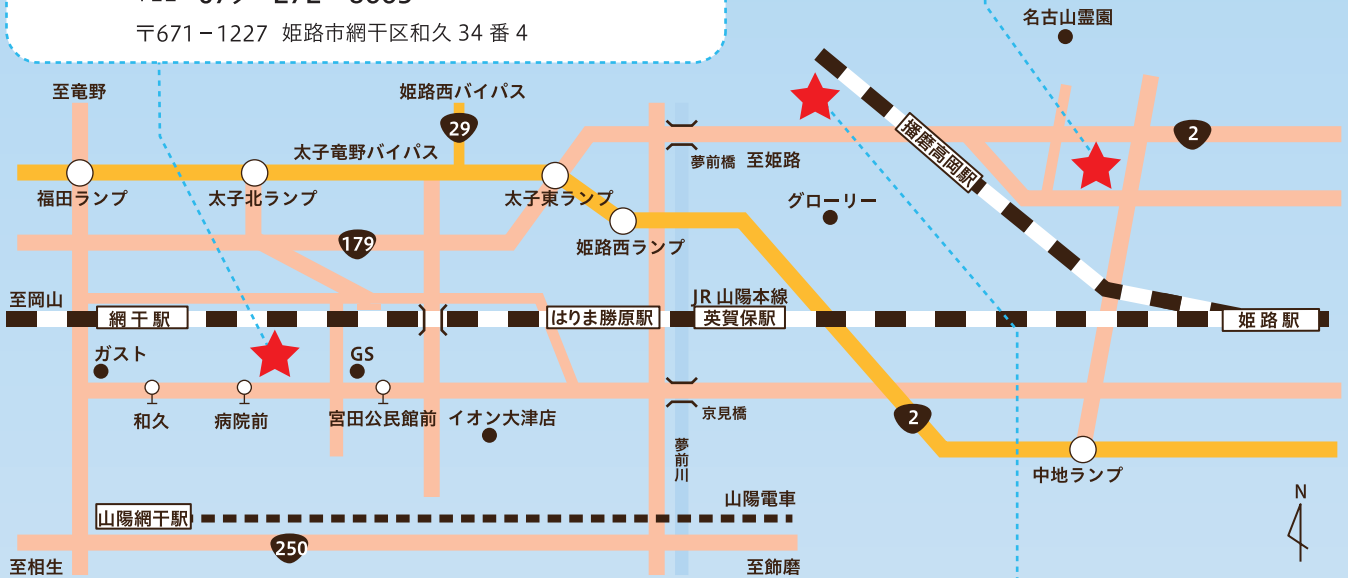 〒671−1227 姫路市網干区和久 34 番 4
名古山霊園
至竜野
姫路西バイパス
29
2
太子竜野バイパス
夢前橋
至姫路
播磨高岡駅
福田ランプ
太子北ランプ
太子東ランプ
グローリー
179
姫路西ランプ
至岡山
JR 山陽本線
網干駅
はりま勝原駅
英賀保駅
姫路駅
ガスト
GS
和久
病院前
宮田公民館前
イオン大津店
京見橋
2
夢前川
中地ランプ
山陽電車
N
山陽網干駅
250
至相生
至飾磨